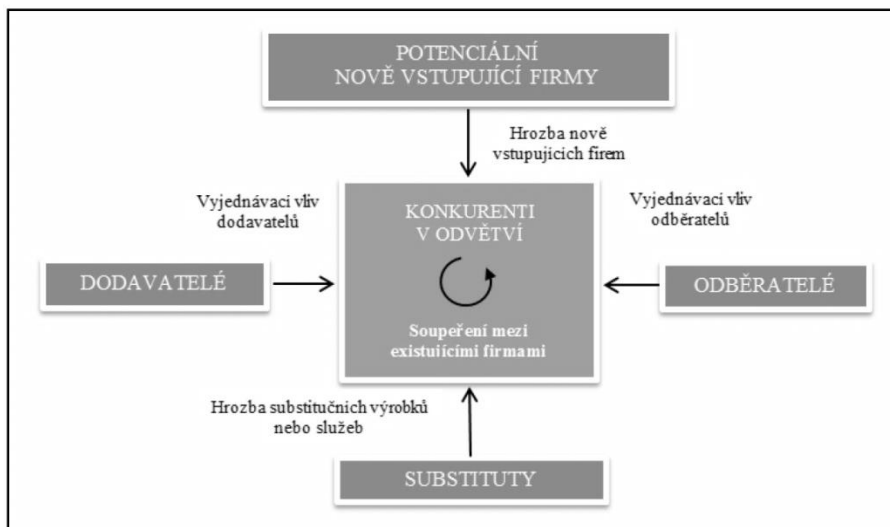 POTENCIÁLNÍ
NOVĚ VSTUPUJÍCÍ FIRMY
Hrozba nově
vstupujících firem
Vyjednávací vliv
dodavatelů
KONKURENTI
V ODVĚTVÍ
Vyjednávací vliv
odběratelů
DODAVATELÉ
ODBĚRATELÉ
Soupeření mezi
existujícími firmami
Hrozba substitučních výrobků
nebo služeb
SUBSTITUTY